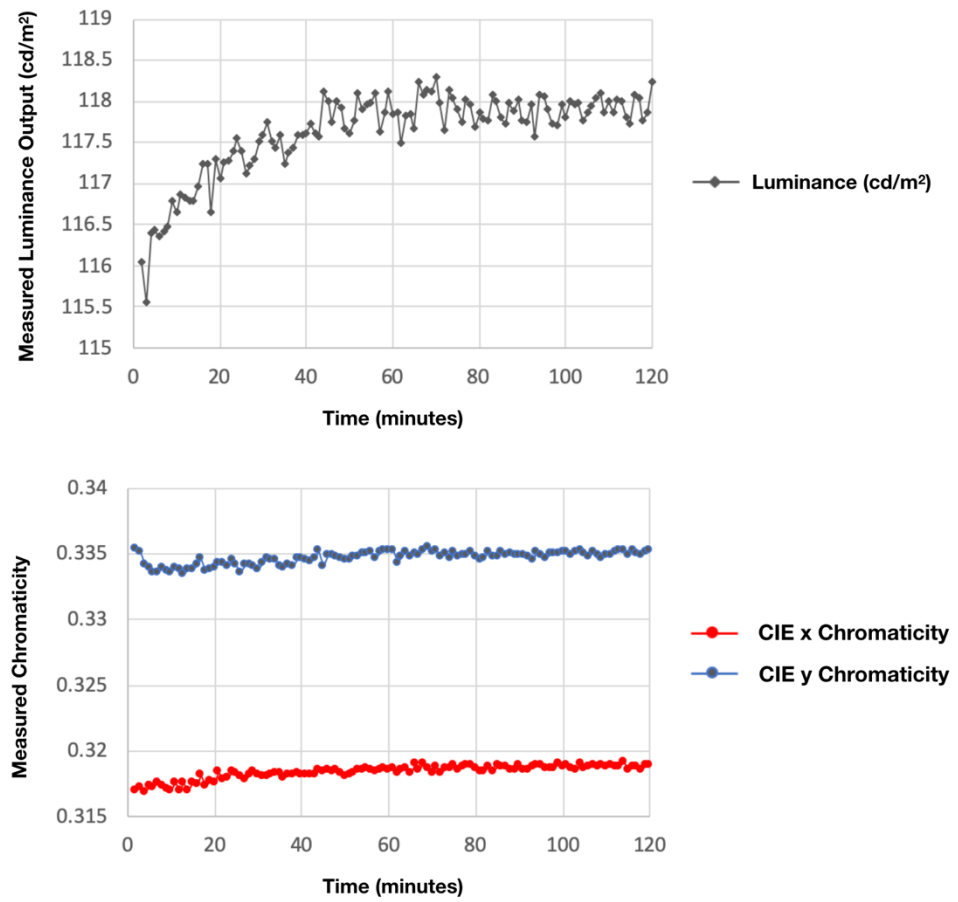 119
118.5
118
117.5
117
116.5
116
115.5
115
0 20 40 60 80 100 120
Measured Luminance Output (cd/m²)
Time (minutes)
Luminance (cd/m²)
0.34
0.335
0.33
0.325
0.32
0.315
0 20 40 60 80 100 120
Measured Chromaticity
Time (minutes)
CIE x Chromaticity
CIE y Chromaticity